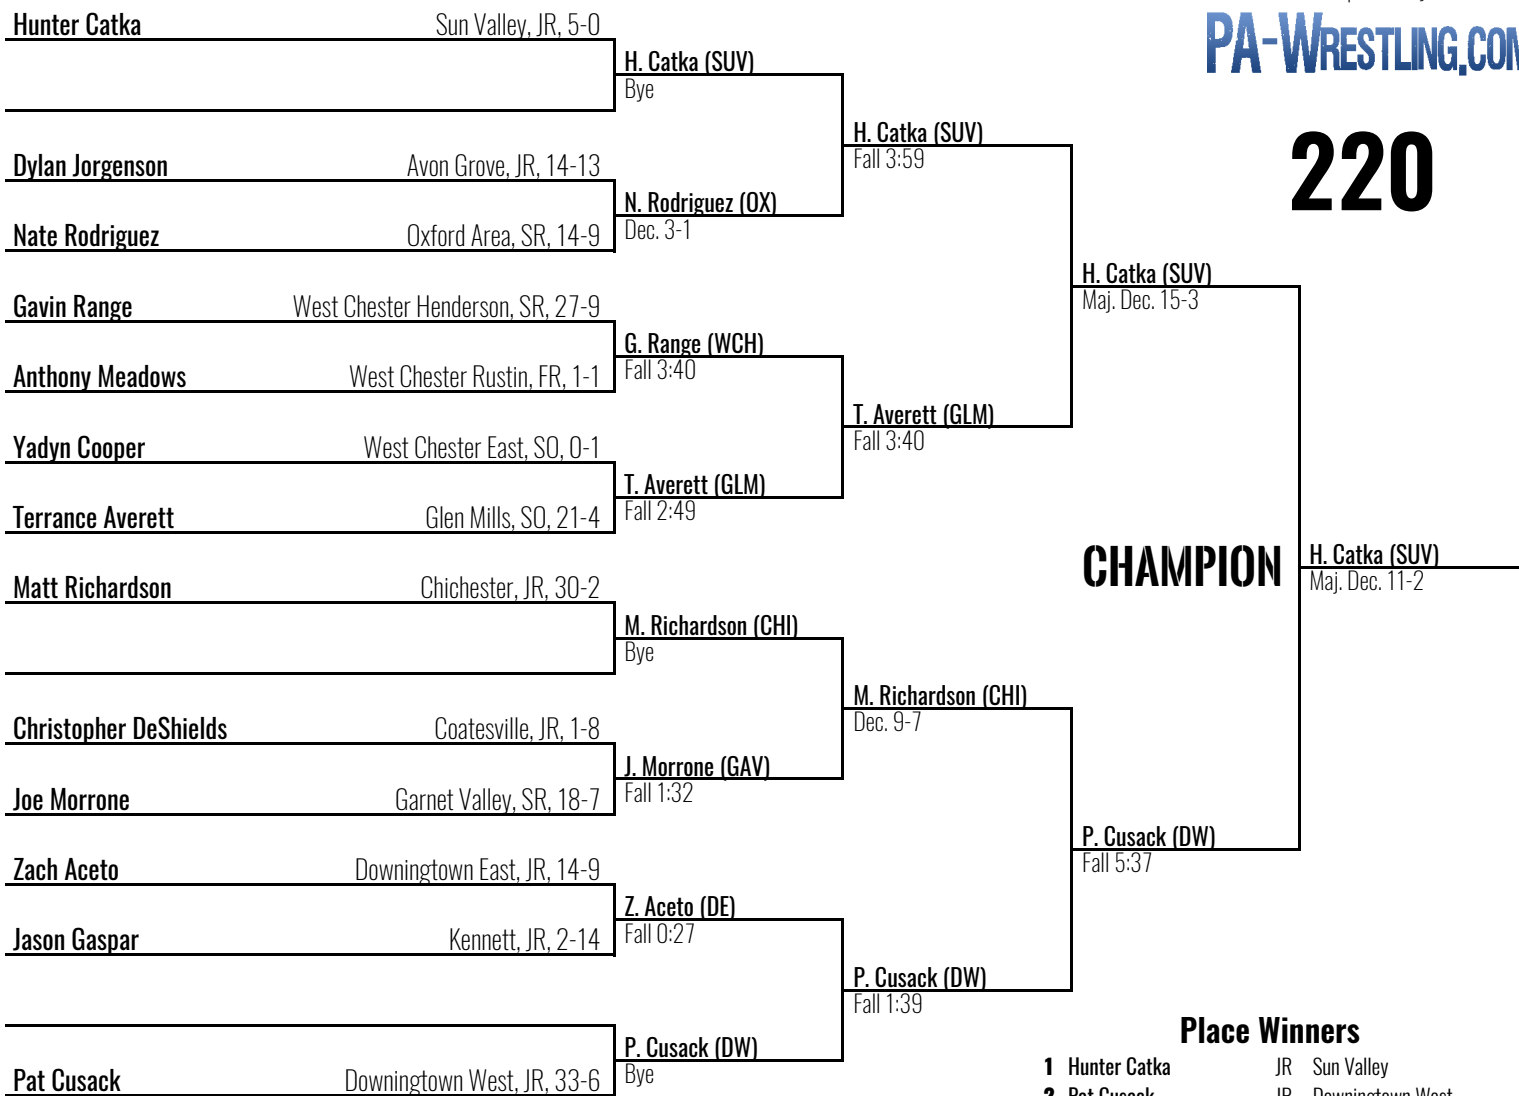 PA-WRESTLING.COM
220
Hunter Catka Sun Valley, JR, 5-0
H. Catka (SUV)
Bye
H. Catka (SUV)
Fall 3:59
Dylan Jorgenson Avon Grove, JR, 14-13
N. Rodriguez (OX)
Dec. 3-1
Nate Rodriguez Oxford Area, SR, 14-9
H. Catka (SUV)
Maj. Dec. 15-3
Gavin Range West Chester Henderson, SR, 27-9
G. Range (WCH)
Fall 3:40
Anthony Meadows West Chester Rustin, FR, 1-1
T. Averett (GLM)
Fall 3:40
Yadyn Cooper West Chester East, SO, 0-1
T. Averett (GLM)
Fall 2:49
Terrance Averett Glen Mills, SO, 21-4
CHAMPION
H. Catka (SUV)
Maj. Dec. 11-2
Matt Richardson Chichester, JR, 30-2
M. Richardson (CHI)
Bye
M. Richardson (CHI)
Dec. 9-7
Christopher DeShields Coatesville, JR, 1-8
J. Morrone (GAV)
Fall 1:32
Joe Morrone Garnet Valley, SR, 18-7
P. Cusack (DW)
Fall 5:37
Zach Aceto Downingtown East, JR, 14-9
Z. Aceto (DE)
Fall 0:27
Jason Gaspar Kennett, JR, 2-14
P. Cusack (DW)
Fall 1:39
P. Cusack (DW)
Bye
Pat Cusack Downingtown West, JR, 33-6
Place Winners
1 Hunter Catka JR Sun Valley
2 Pat Cusack JR Downingtown West